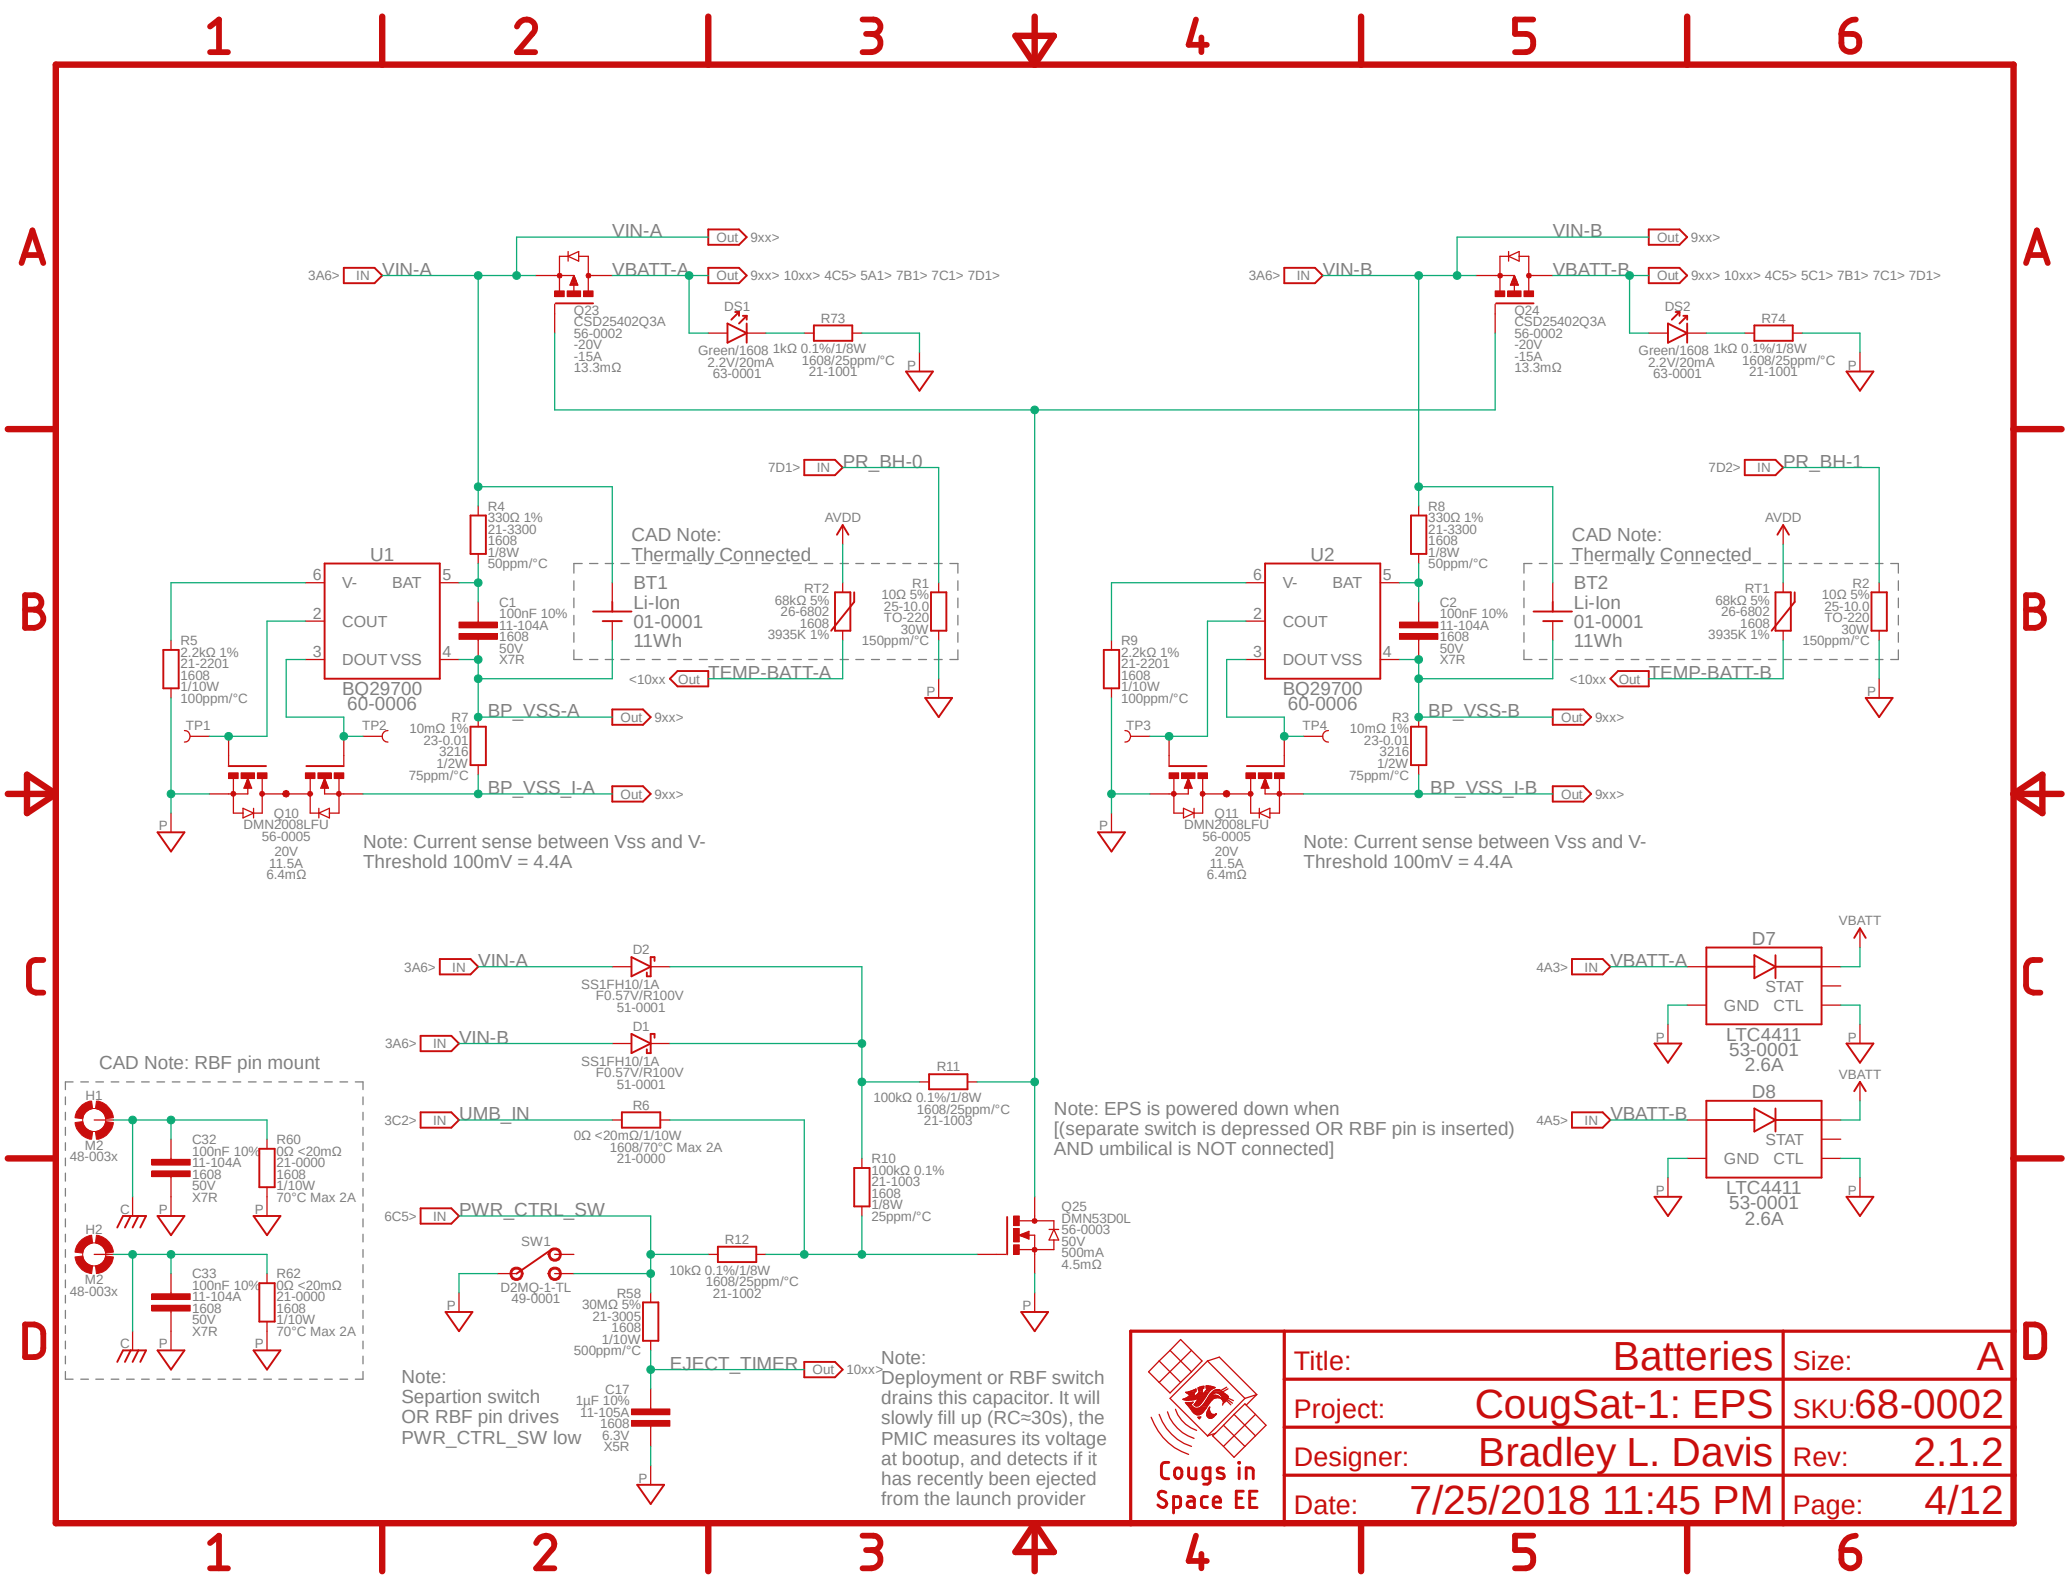 1 2 3 4 5 6
A
A
VIN-A
Out 9xx>
3A6> IN VIN-A
VBATT-A
Out 9xx> 10xx> 4C5> 5A1> 7B1> 7C1> 7D1>
Q23
CSD25402Q3A
56-0002
-20V
-15A
13.3mΩ
DS1
Green/1608
2.2V/20mA
63-0001
R73
1kΩ 0.1%/1/8W
1608/25ppm/°C
21-1001
P
VIN-B
Out 9xx>
3A6> IN VIN-B
VBATT-B
Out 9xx> 10xx> 4C5> 5C1> 7B1> 7C1> 7D1>
Q24
CSD25402Q3A
56-0002
-20V
-15A
13.3mΩ
DS2
Green/1608
2.2V/20mA
63-0001
R74
1kΩ 0.1%/1/8W
1608/25ppm/°C
21-1001
P
B
B
7D1> IN PR_BH-0
R4
330Ω 1%
21-3300
1608
1/8W
50ppm/°C
CAD Note:
Thermally Connected
AVDD
U1
6 V- BAT 5
2 COUT
3 DOUT VSS 4
BQ29700
60-0006
C1
100nF 10%
11-104A
1608
50V
X7R
BT1
Li-Ion
01-0001
11Wh
RT2
68kΩ 5%
26-6802
1608
3935K 1%
R1
10Ω 5%
25-10.0
TO-220
30W
150ppm/°C
R5
2.2kΩ 1%
21-2201
1608
1/10W
100ppm/°C
<10xx Out TEMP-BATT-A
P
TP1
TP2
BP_VSS-A
Out 9xx>
R7
10mΩ 1%
23-0.01
3216
1/2W
75ppm/°C
BP_VSS_I-A
Out 9xx>
P
Q10
DMN2008LFU
56-0005
20V
11.5A
6.4mΩ
Note: Current sense between Vss and V-
Threshold 100mV = 4.4A
7D2> IN PR_BH-1
R8
330Ω 1%
21-3300
1608
1/8W
50ppm/°C
CAD Note:
Thermally Connected
AVDD
U2
6 V- BAT 5
2 COUT
3 DOUT VSS 4
BQ29700
60-0006
C2
100nF 10%
11-104A
1608
50V
X7R
BT2
Li-Ion
01-0001
11Wh
RT1
68kΩ 5%
26-6802
1608
3935K 1%
R2
10Ω 5%
25-10.0
TO-220
30W
150ppm/°C
R9
2.2kΩ 1%
21-2201
1608
1/10W
100ppm/°C
<10xx Out TEMP-BATT-B
P
TP3
TP4
BP_VSS-B
Out 9xx>
R3
10mΩ 1%
23-0.01
3216
1/2W
75ppm/°C
BP_VSS_I-B
Out 9xx>
P
Q11
DMN2008LFU
56-0005
20V
11.5A
6.4mΩ
Note: Current sense between Vss and V-
Threshold 100mV = 4.4A
C
C
3A6> IN VIN-A
D2
SS1FH10/1A
F0.57V/R100V
51-0001
3A6> IN VIN-B
D1
SS1FH10/1A
F0.57V/R100V
51-0001
3C2> IN UMB_IN
R6
0Ω <20mΩ/1/10W
1608/70°C Max 2A
21-0000
R11
100kΩ 0.1%/1/8W
1608/25ppm/°C
21-1003
Note: EPS is powered down when
[(separate switch is depressed OR RBF pin is inserted)
AND umbilical is NOT connected]
VBATT
4A3> IN VBATT-A
D7
STAT
GND CTL
LTC4411
53-0001
2.6A
P
P
VBATT
4A5> IN VBATT-B
D8
STAT
GND CTL
LTC4411
53-0001
2.6A
P
P
CAD Note: RBF pin mount
H1
M2
48-003x
C32
100nF 10%
11-104A
1608
50V
X7R
R60
0Ω <20mΩ
21-0000
1608
1/10W
70°C Max 2A
C
P
P
H2
M2
48-003x
C33
100nF 10%
11-104A
1608
50V
X7R
R62
0Ω <20mΩ
21-0000
1608
1/10W
70°C Max 2A
C
P
P
D
D
6C5> IN PWR_CTRL_SW
SW1
D2MQ-1-TL
49-0001
P
R12
10kΩ 0.1%/1/8W
1608/25ppm/°C
21-1002
R10
100kΩ 0.1%
21-1003
1608
1/8W
25ppm/°C
Q25
DMN53D0L
56-0003
50V
500mA
4.5mΩ
P
R58
30MΩ 5%
21-3005
1608
1/10W
500ppm/°C
EJECT_TIMER
Out 10xx>
C17
1µF 10%
11-105A
1608
6.3V
X5R
P
Note:
Separtion switch
OR RBF pin drives
PWR_CTRL_SW low
Note:
Deployment or RBF switch
drains this capacitor. It will
slowly fill up (RC≈30s), the
PMIC measures its voltage
at bootup, and detects if it
has recently been ejected
from the launch provider
Cougs in
Space EE
Title: Batteries
Size: A
Project: CougSat-1: EPS
SKU: 68-0002
Designer: Bradley L. Davis
Rev: 2.1.2
Date: 7/25/2018 11:45 PM
Page: 4/12
1 2 3 4 5 6